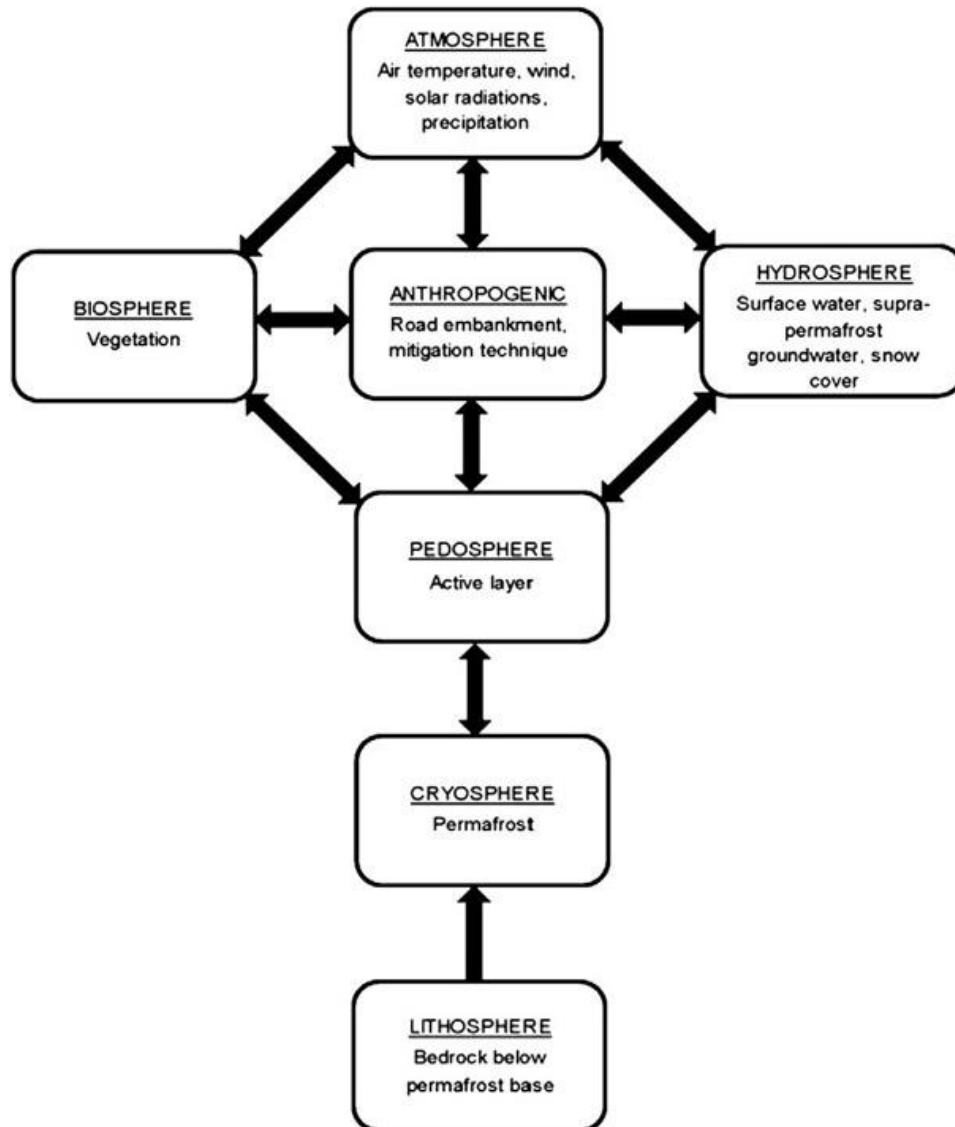 ATMOSPHERE
Air temperature, wind,
solar radiations,
precipitation
BIOSPHERE
Vegetation
ANTHROPOGENIC
Road embankment,
mitigation technique
HYDROSPHERE
Surface water, supra-
permafrost
groundwater, snow
cover
PEDOSPHERE
Active layer
CRYOSPHERE
Permafrost
LITHOSPHERE
Bedrock below
permafrost base